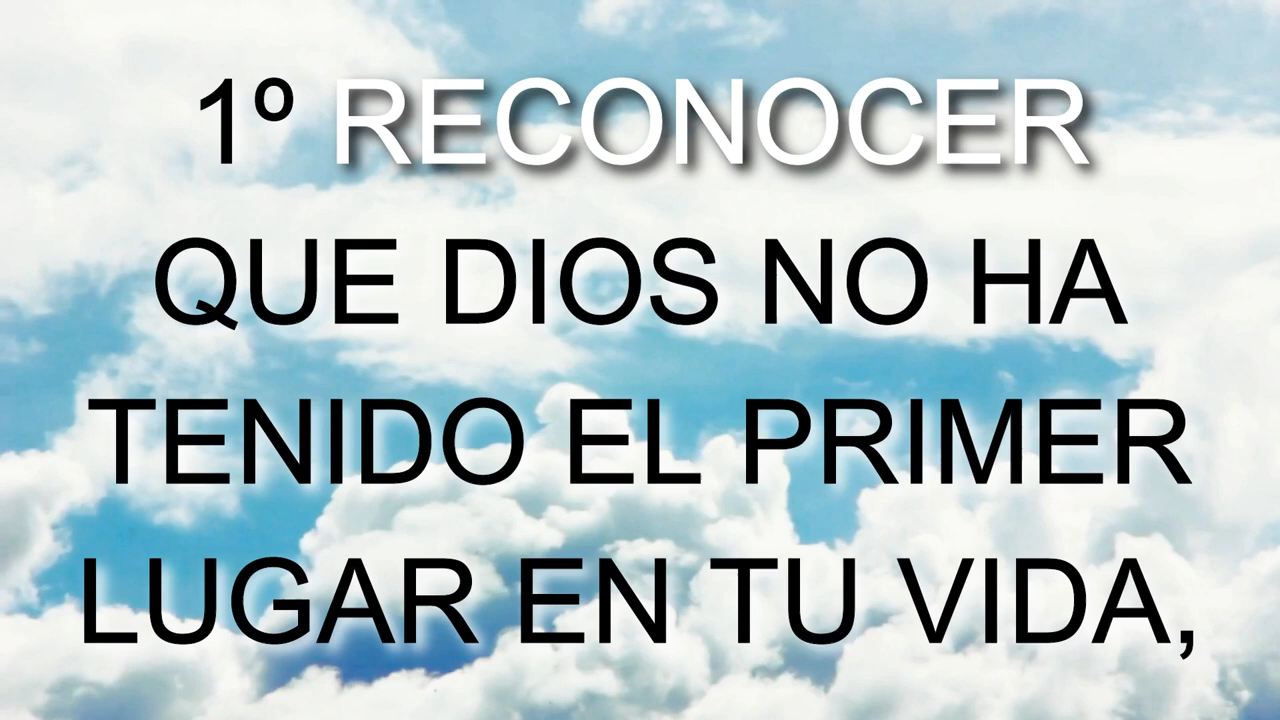 1º RECONOCER
QUE DIOS NO HA
TENIDO EL PRIMER
LUGAR EN TU VIDA,